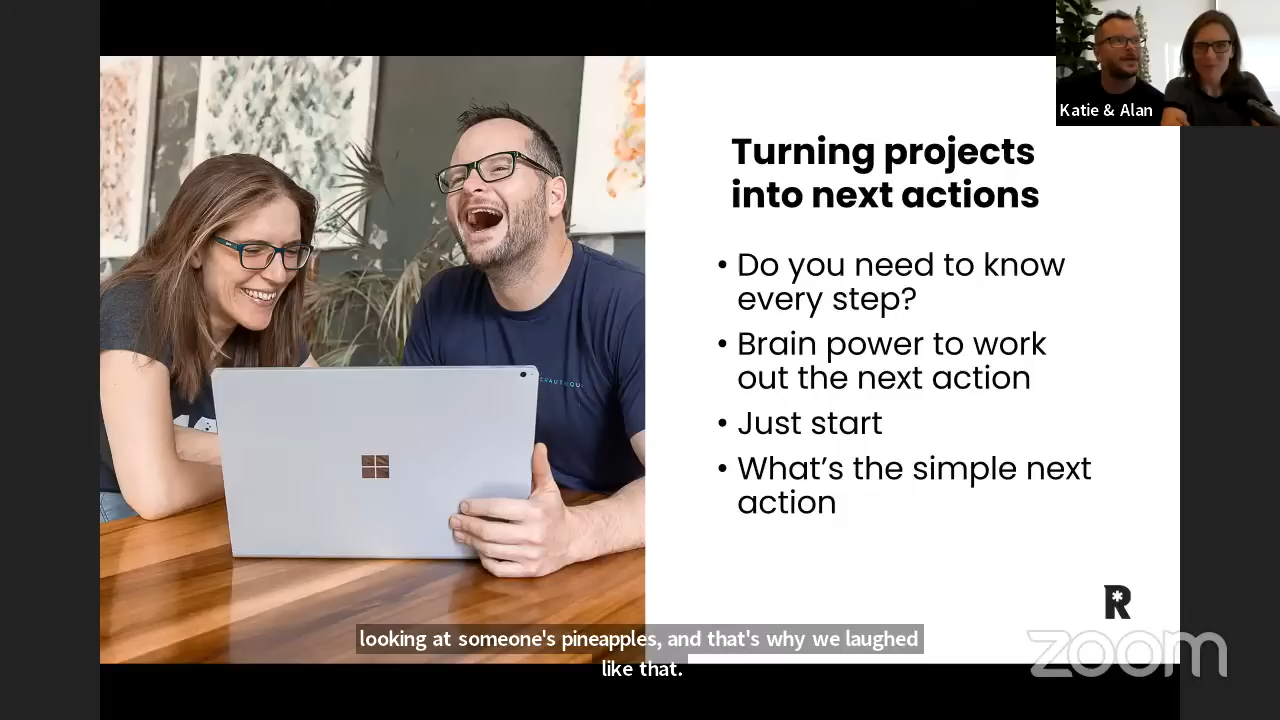 Katie & Alan
Turning projects
into next actions
• Do you need to know
every step?
• Brain power to work
out the next action
• Just start
• What’s the simple next
action
R
looking at someone's pineapples, and that's why we laughed
like that.
zoom